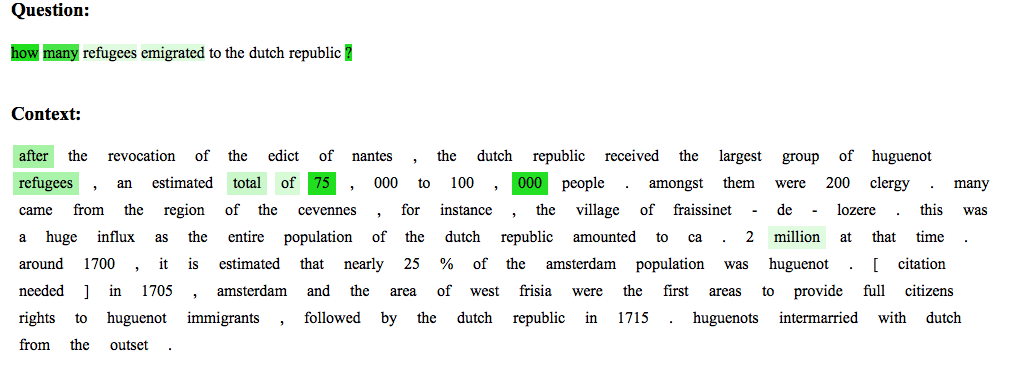 Question:
how many refugees emigrated to the dutch republic ?
Context:
after the revocation of the edict of nantes , the dutch republic received the largest group of huguenot
refugees , an estimated total of 75 , 000 to 100 , 000 people . amongst them were 200 clergy . many
came from the region of the cevennes , for instance , the village of fraissinet - de - lozere . this was
a huge influx as the entire population of the dutch republic amounted to ca . 2 million at that time .
around 1700 , it is estimated that nearly 25 % of the amsterdam population was huguenot . [ citation
needed ] in 1705 , amsterdam and the area of west frisia were the first areas to provide full citizens
rights to huguenot immigrants , followed by the dutch republic in 1715 . huguenots intermarried with dutch
from the outset .